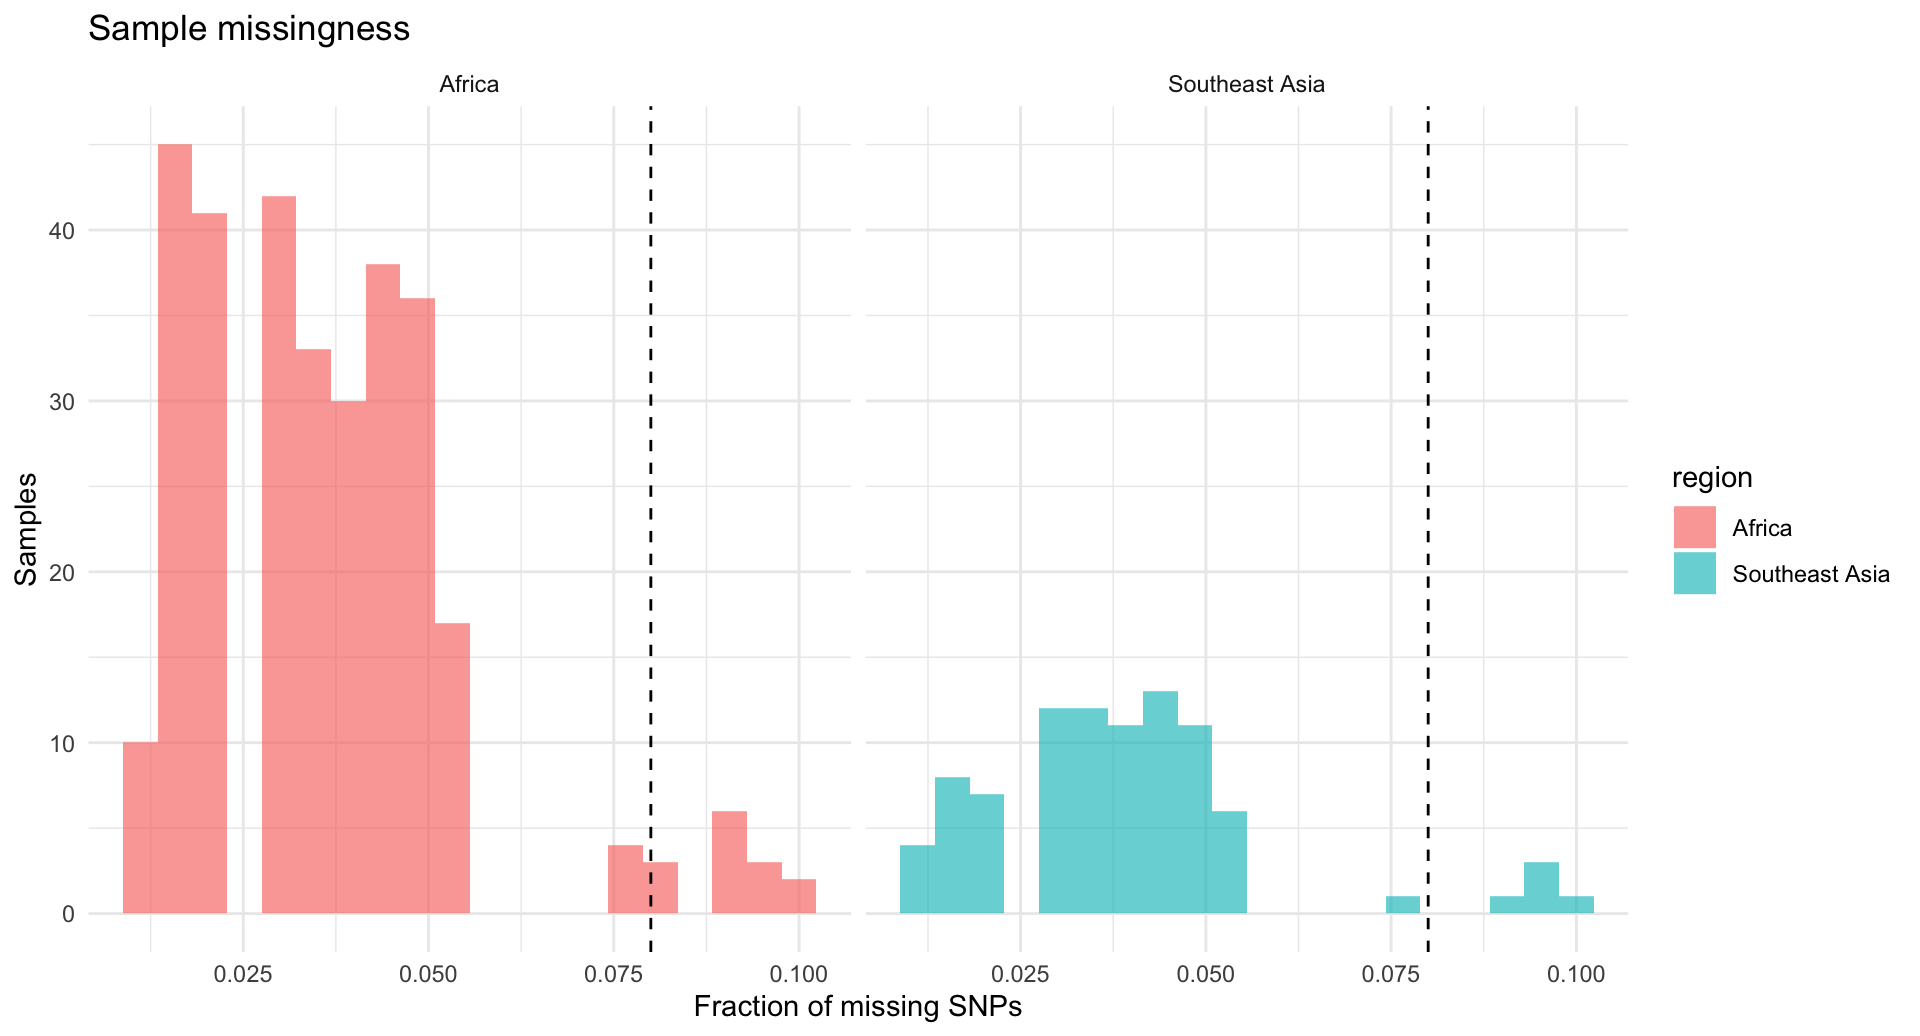 Sample missingness
Africa
Southeast Asia
Samples
40
30
20
10
0
0.025 0.050 0.075 0.100
0.025 0.050 0.075 0.100
Fraction of missing SNPs
region
Africa
Southeast Asia